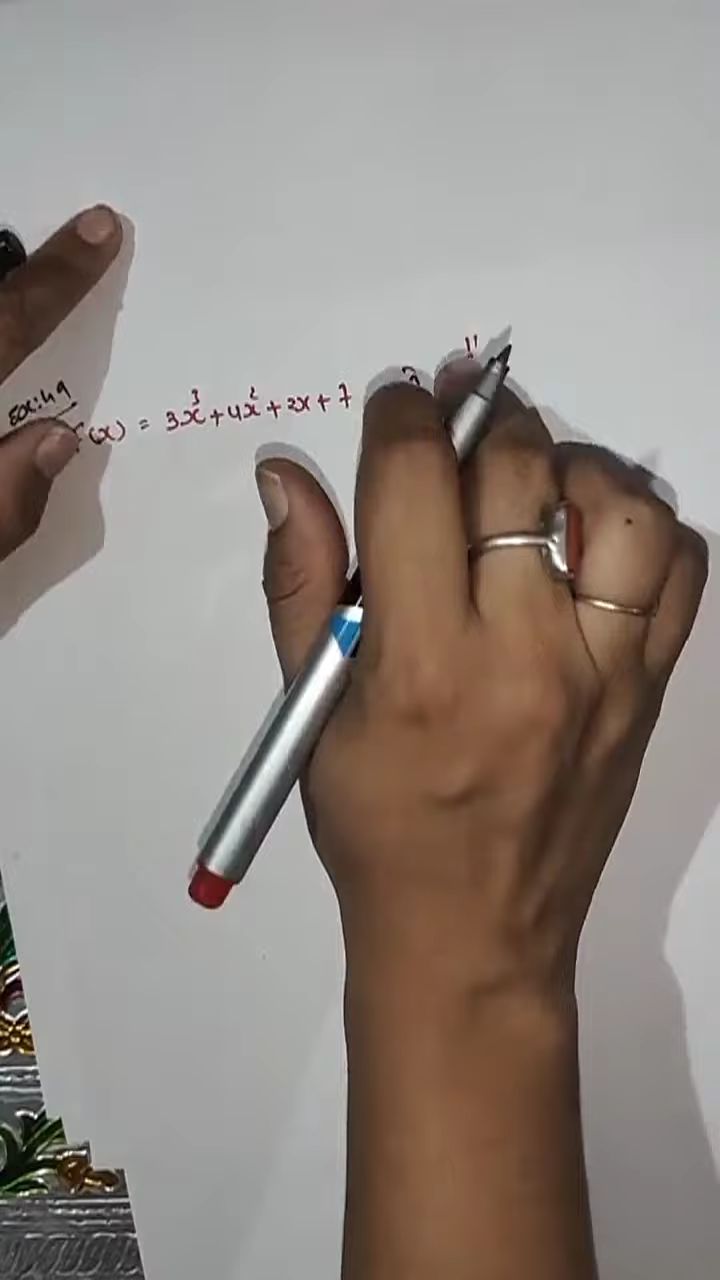 Ex: 49
f(x) = 3x³ + 4x² + 2x + 7